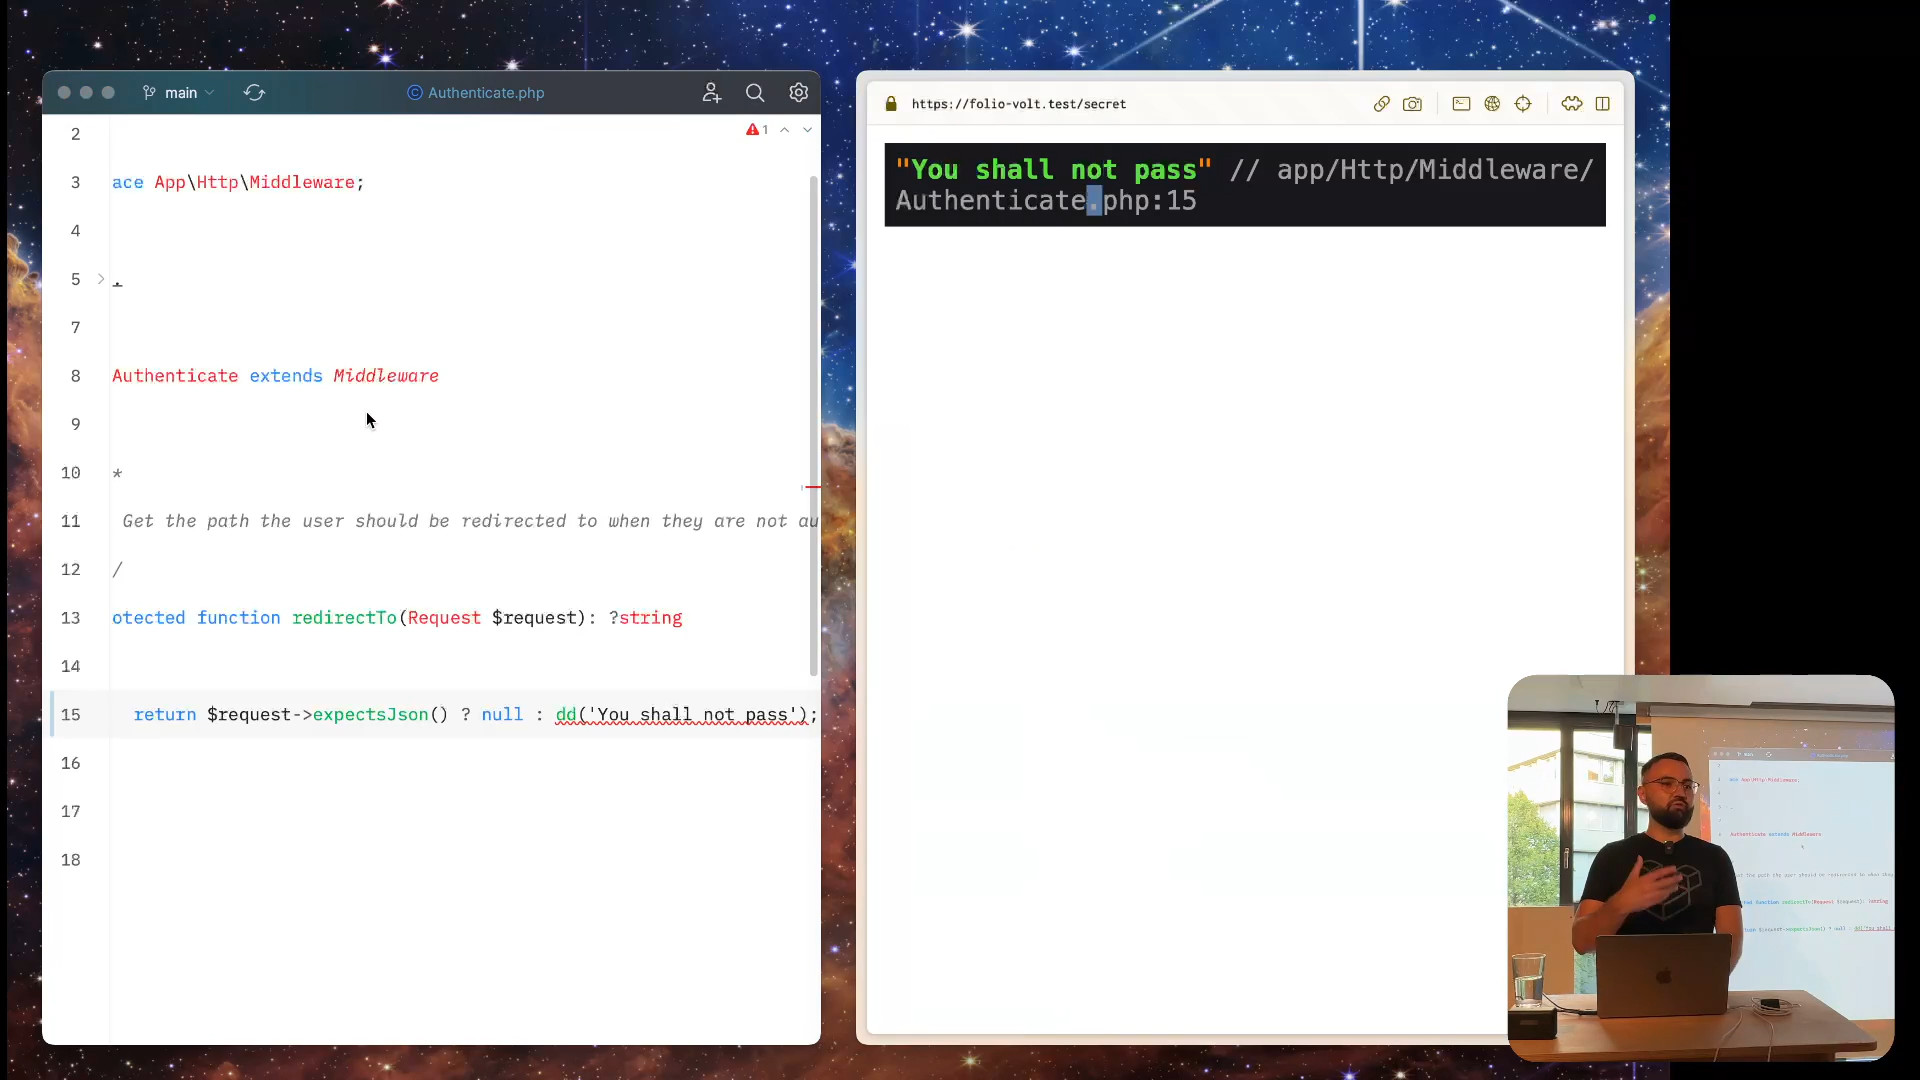 main
Authenticate.php
1
2
3 ace App\Http\Middleware;
4
5 .
7
8 Authenticate extends Middleware
9
10 *
11 Get the path the user should be redirected to when they are not au
12 /
13 otected function redirectTo(Request $request): ?string
14
15 return $request->expectsJson() ? null : dd('You shall not pass');
16
17
18
https://folio-volt.test/secret
"You shall not pass" // app/Http/Middleware/
Authenticate.php:15